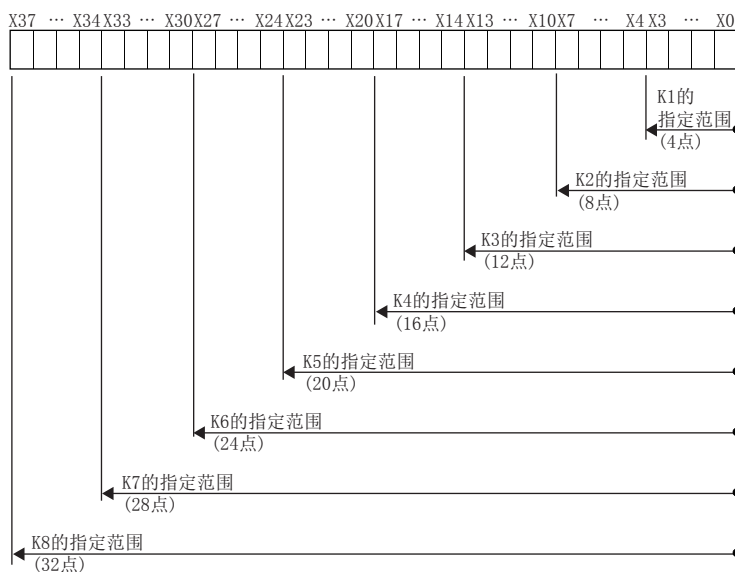 X37 ··· X34 X33 ··· X30 X27 ··· X24 X23 ··· X20 X17 ··· X14 X13 ··· X10 X7 ··· X4 X3 ··· X0
K1的
指定范围
(4点)
K2的指定范围
(8点)
K3的指定范围
(12点)
K4的指定范围
(16点)
K5的指定范围
(20点)
K6的指定范围
(24点)
K7的指定范围
(28点)
K8的指定范围
(32点)